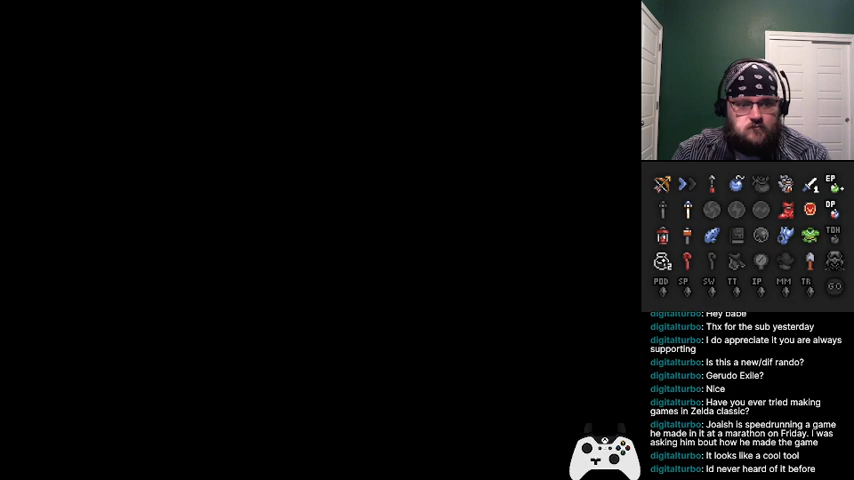 EP
1
DP
TOH
2
POD SP SW TT IP MM TR GO
digitalturbo: Hey babe
digitalturbo: Thx for the sub yesterday
digitalturbo: I do appreciate it you are always
supporting
digitalturbo: Is this a new/dif rando?
digitalturbo: Gerudo Exile?
digitalturbo: Nice
digitalturbo: Have you ever tried making
games in Zelda classic?
digitalturbo: Joaish is speedrunning a game
he made in it at a marathon on Friday. I was
asking him bout how he made the game
digitalturbo: It looks like a cool tool
digitalturbo: Id never heard of it before